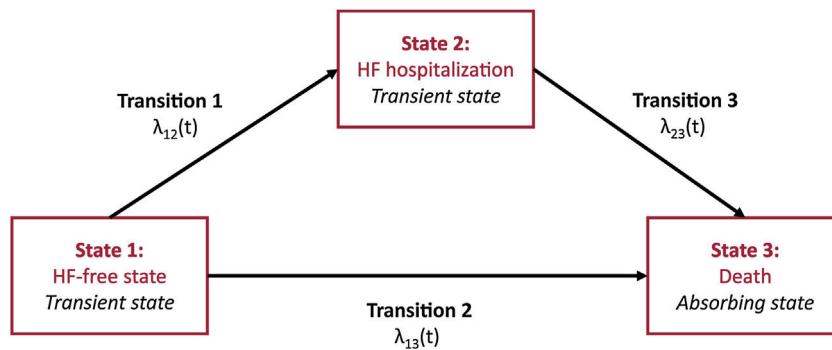 State 2:
HF hospitalization
Transient state
Transition 1
λ12(t)
Transition 3
λ23(t)
State 1:
HF-free state
Transient state
State 3:
Death
Absorbing state
Transition 2
λ13(t)